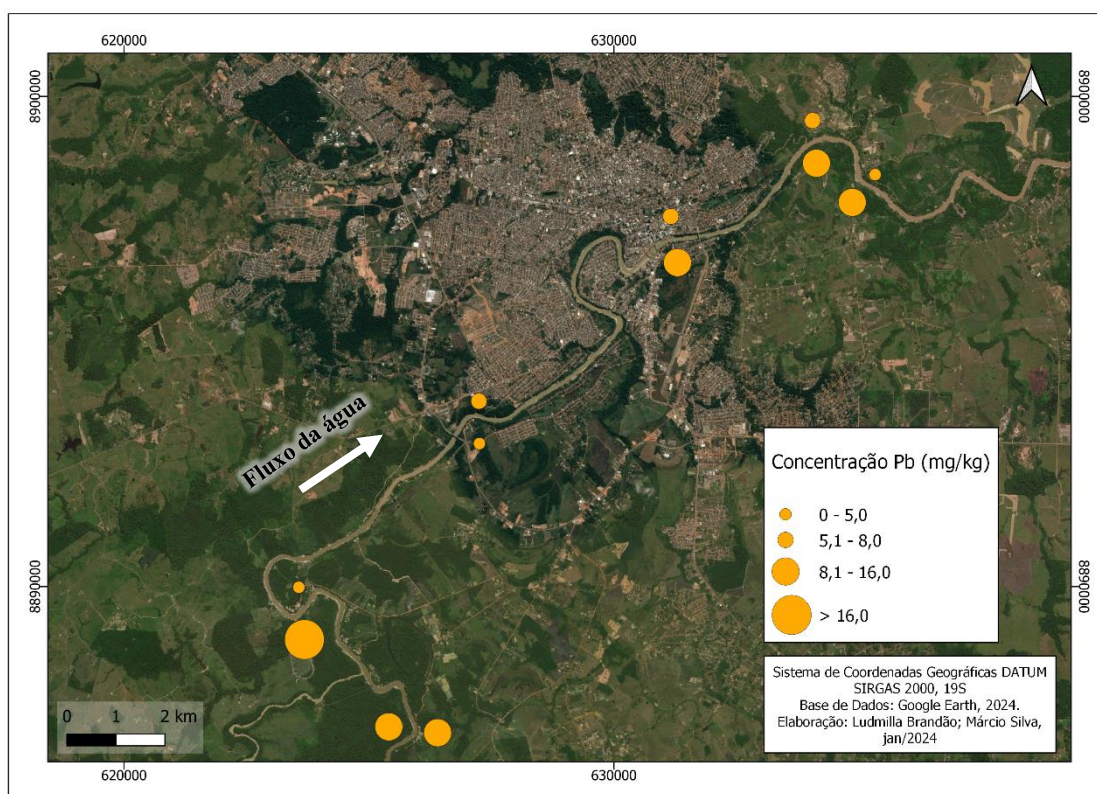 620000
630000
8900000
8900000
Fluxo da água
Concentração Pb (mg/kg)
0 - 5,0
5,1 - 8,0
8,1 - 16,0
> 16,0
8890000
8890000
Sistema de Coordenadas Geográficas DATUM
SIRGAS 2000, 19S
Base de Dados: Google Earth, 2024.
Elaboração: Ludmilla Brandão; Márcio Silva,
jan/2024
0 1 2 km
620000
630000